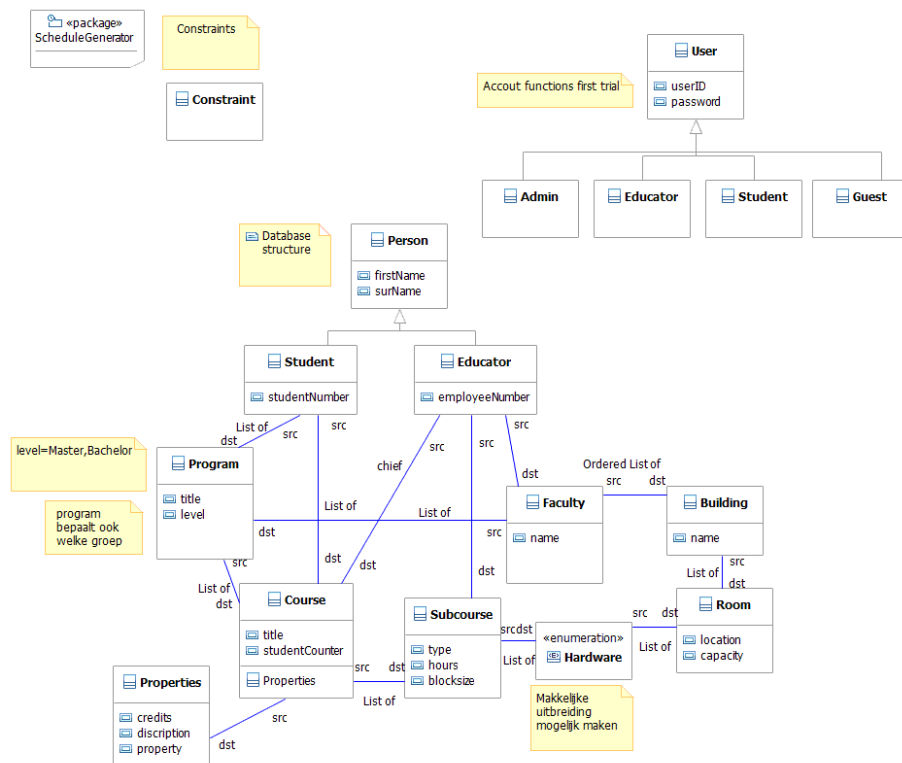 «package»
ScheduleGenerator
Constraints
Constraint
User
userID
password
Accout functions first trial
Admin
Educator
Student
Guest
Database
structure
Person
firstName
surName
Student
studentNumber
Educator
employeeNumber
List of
dst
src
src
src
src
src
chief
dst
level=Master,Bachelor
Program
title
level
program
bepaalt ook
welke groep
Ordered List of
src
dst
Faculty
name
Building
name
List of
List of
dst
src
src
List of
dst
dst
dst
dst
src
List of
dst
Course
title
studentCounter
Properties
Subcourse
type
hours
blocksize
src
dst
List of
«enumeration»
Hardware
src
dst
List of
Room
location
capacity
src
dst
List of
Properties
credits
discription
property
src
dst
Makkelijke
uitbreiding
mogelijk maken